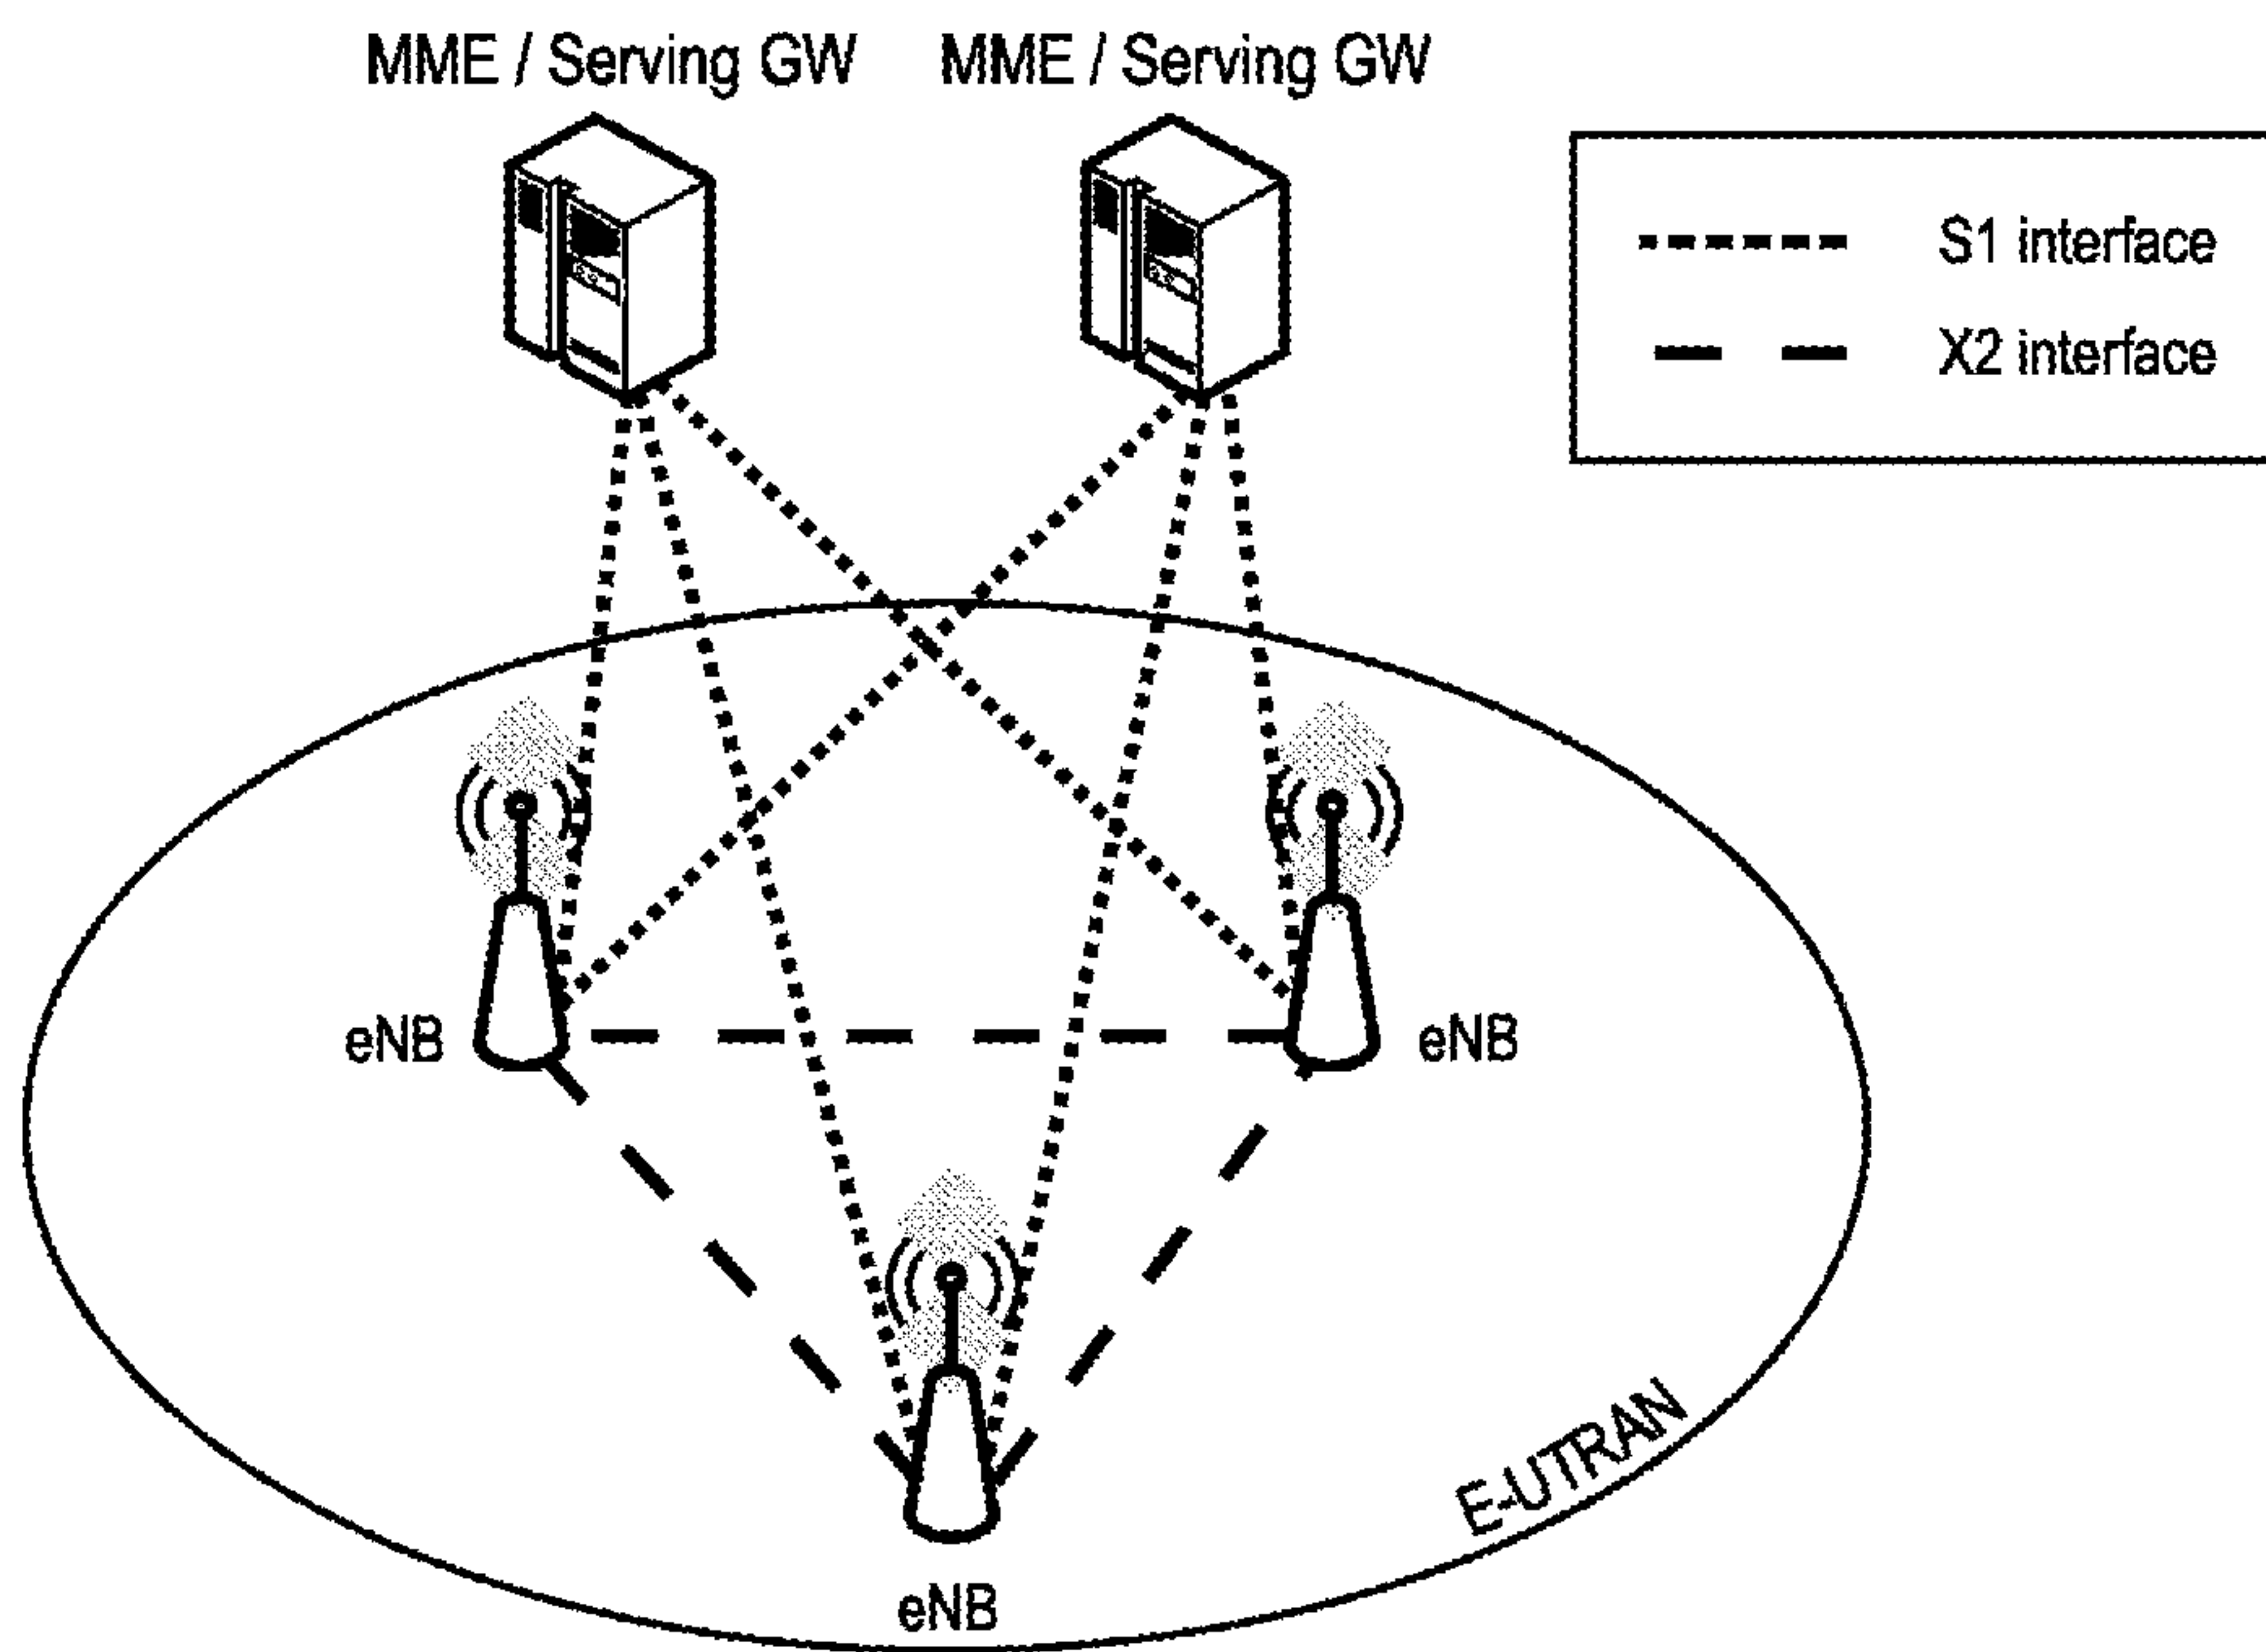 MME / Serving GW
MME / Serving GW
S1 interface
X2 interface
eNB
eNB
E-UTRAN
eNB